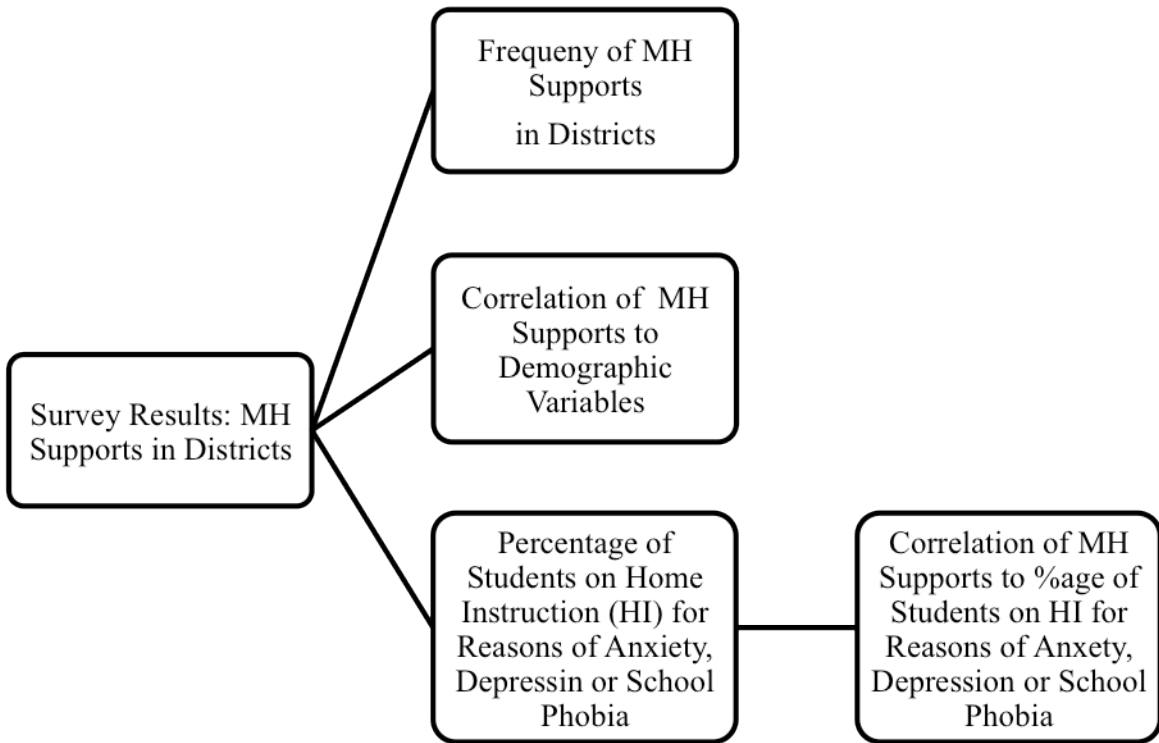 Frequeny of MH
Supports
in Districts
Correlation of MH
Supports to
Demographic
Variables
Survey Results: MH
Supports in Districts
Percentage of
Students on Home
Instruction (HI) for
Reasons of Anxiety,
Depressin or School
Phobia
Correlation of MH
Supports to %age of
Students on HI for
Reasons of Anxety,
Depression or School
Phobia